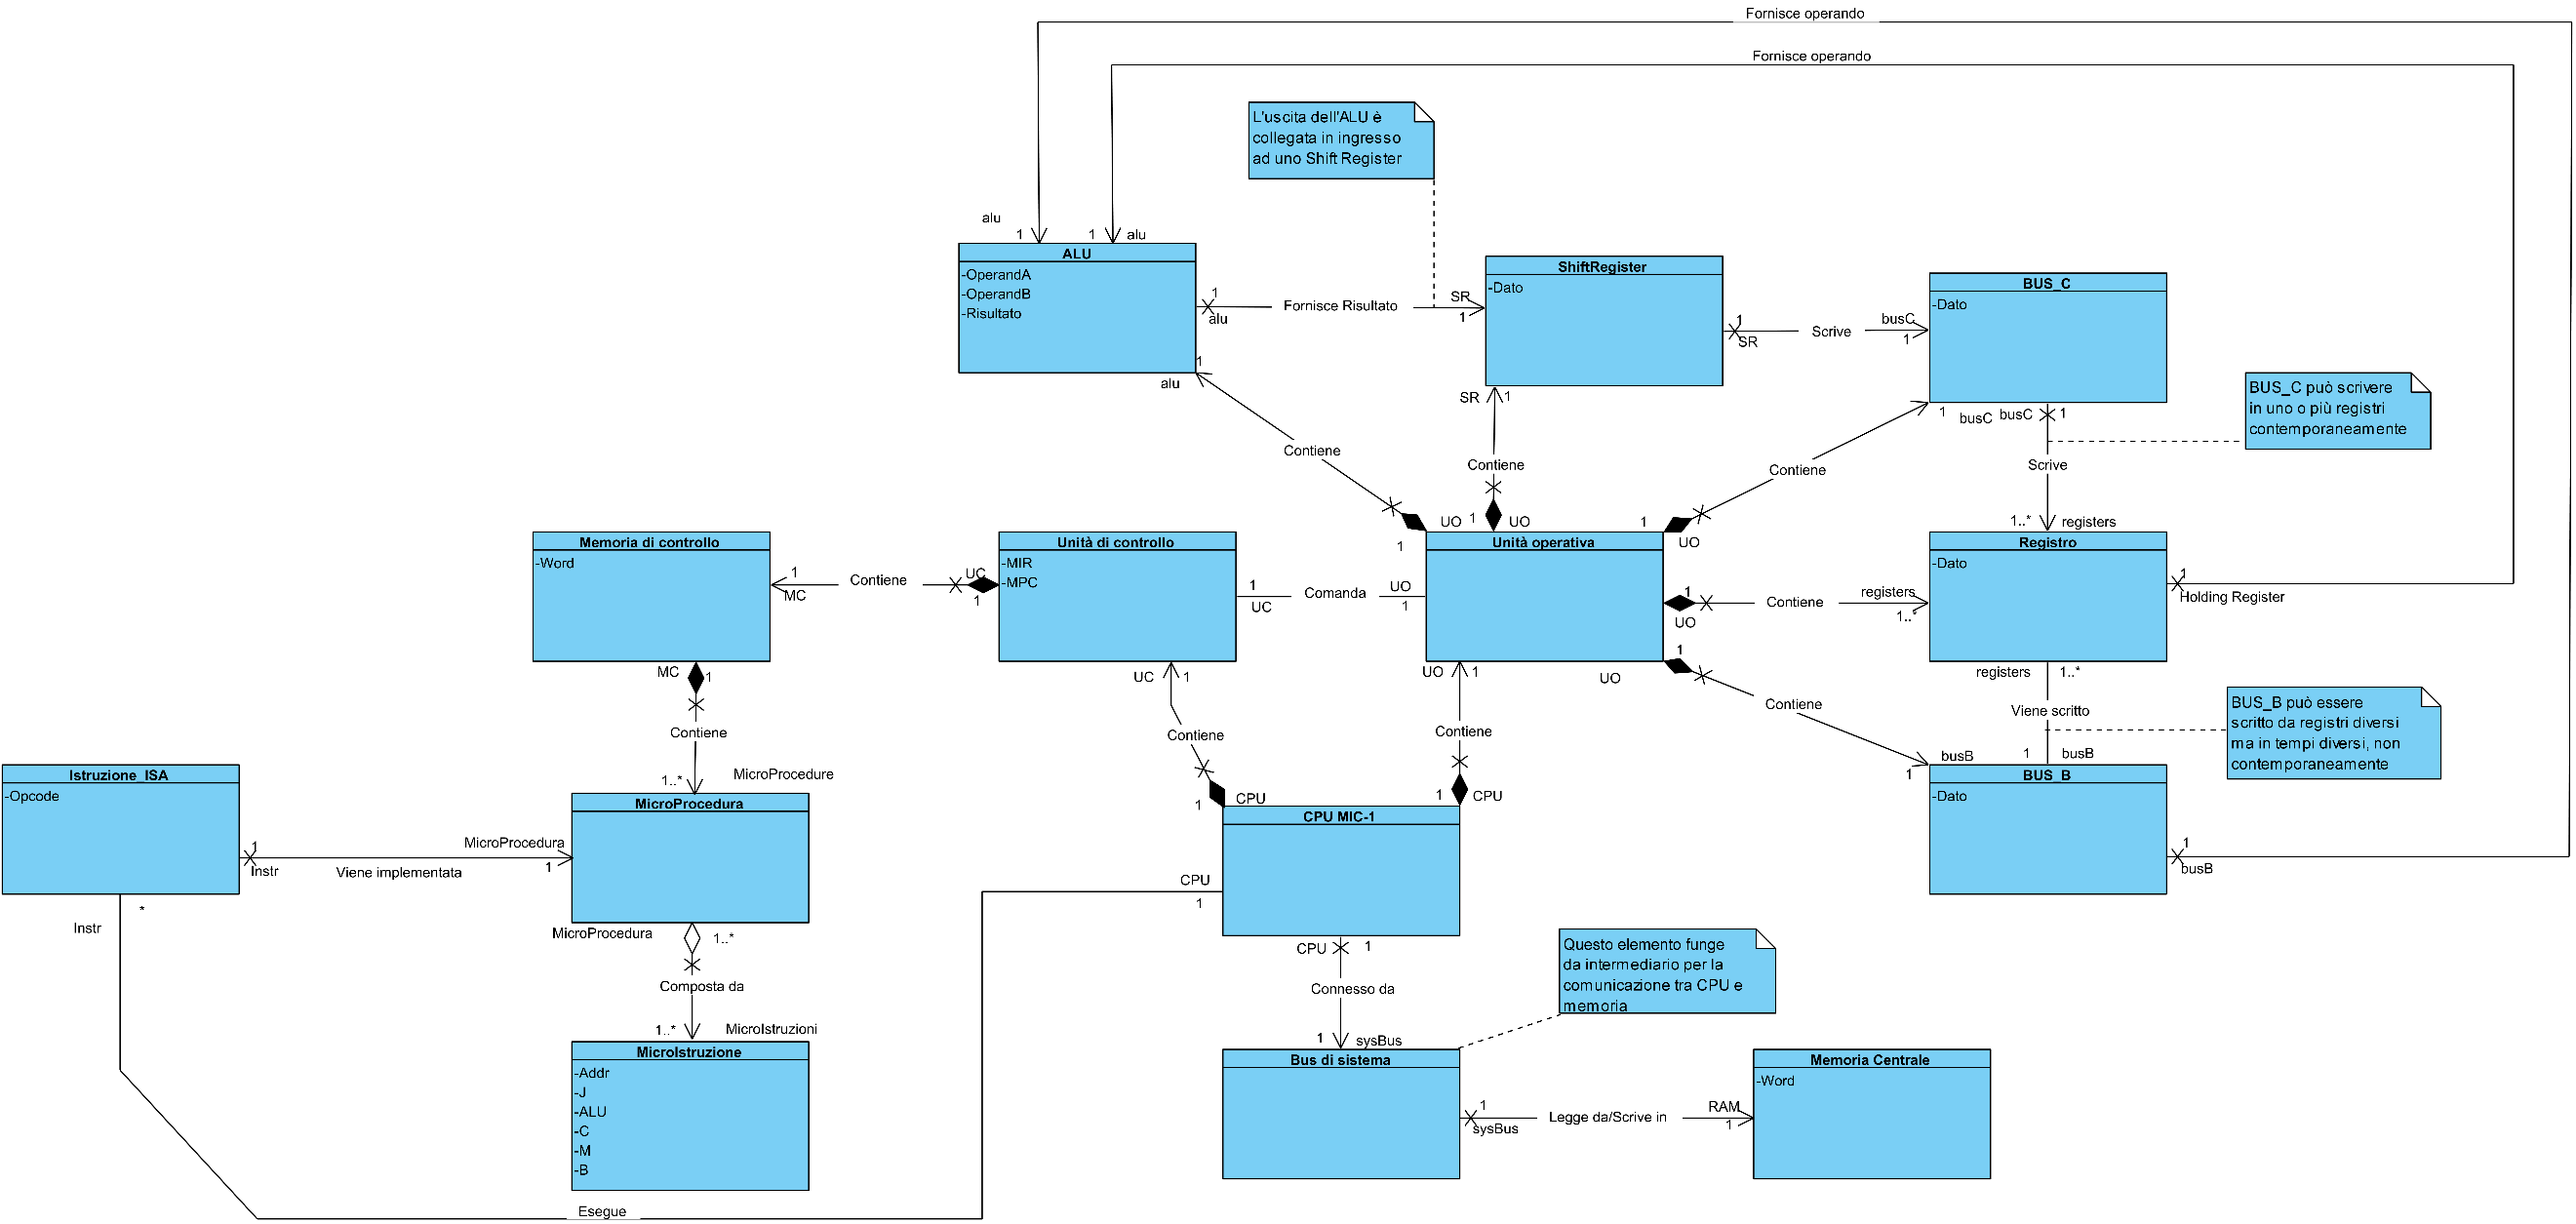 Fornisce operando
Fornisce operando
L'uscita dell'ALU è
collegata in ingresso
ad uno Shift Register
alu
1
1
alu
ALU
-OperandA
-OperandB
-Risultato
1
alu
Fornisce Risultato
SR
1
ShiftRegister
-Dato
1
SR
Scrive
busC
1
BUS_C
-Dato
BUS_C può scrivere
in uno o più registri
contemporaneamente
1
alu
SR
1
1
busC
busC
1
Contiene
Contiene
Contiene
Scrive
1
UO
1
UO
1
UO
1..*
registers
Memoria di controllo
-Word
1
MC
Contiene
UC
1
Unità di controllo
-MIR
-MPC
1
UC
Comanda
UO
1
Unità operativa
1
UO
Contiene
registers
1..*
Registro
-Dato
1
Holding Register
MC
1
Contiene
1..*
MicroProcedure
UC
1
Contiene
1
CPU
UO
1
Contiene
1
CPU
1
UO
Contiene
busB
1
registers
1..*
Viene scritto
1
busB
BUS_B può essere
scritto da registri diversi
ma in tempi diversi, non
contemporaneamente
Istruzione_ISA
-Opcode
1
Instr
Viene implementata
MicroProcedura
1
MicroProcedura
CPU MIC-1
BUS_B
-Dato
1
busB
Instr
*
MicroProcedura
1..*
Composta da
1..*
MicroIstruzioni
CPU
1
CPU
1
Connesso da
1
sysBus
Questo elemento funge
da intermediario per la
comunicazione tra CPU e
memoria
MicroIstruzione
-Addr
-J
-ALU
-C
-M
-B
Bus di sistema
1
sysBus
Legge da/Scrive in
RAM
1
Memoria Centrale
-Word
Esegue